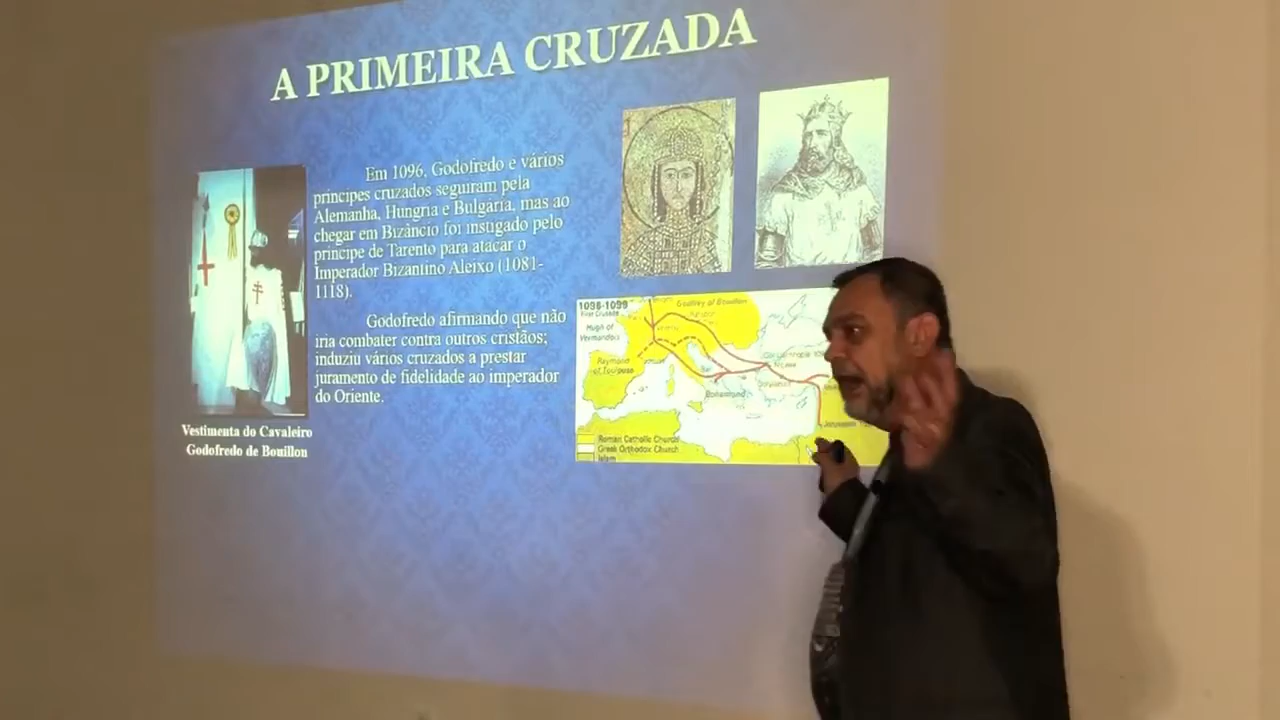 A PRIMEIRA CRUZADA
Em 1096, Godofredo e vários
príncipes cruzados seguiram pela
Alemanha, Hungria e Bulgária, mas ao
chegar em Bizâncio foi instigado pelo
príncipe de Tarento para atacar o
Imperador Bizantino Aleixo (1081-
1118).
Godofredo afirmando que não
iria combater contra outros cristãos;
induziu vários cruzados a prestar
juramento de fidelidade ao imperador
do Oriente.
Vestimenta do Cavaleiro
Godofredo de Bouillon
1096-1099
First Crusade
Godfrey of Bouillon
Hugh of
Vermandois
Raymond
of Toulouse
Bohemond
Nicaea
Jerusalem
Roman Catholic Church
Greek Orthodox Church
Islam